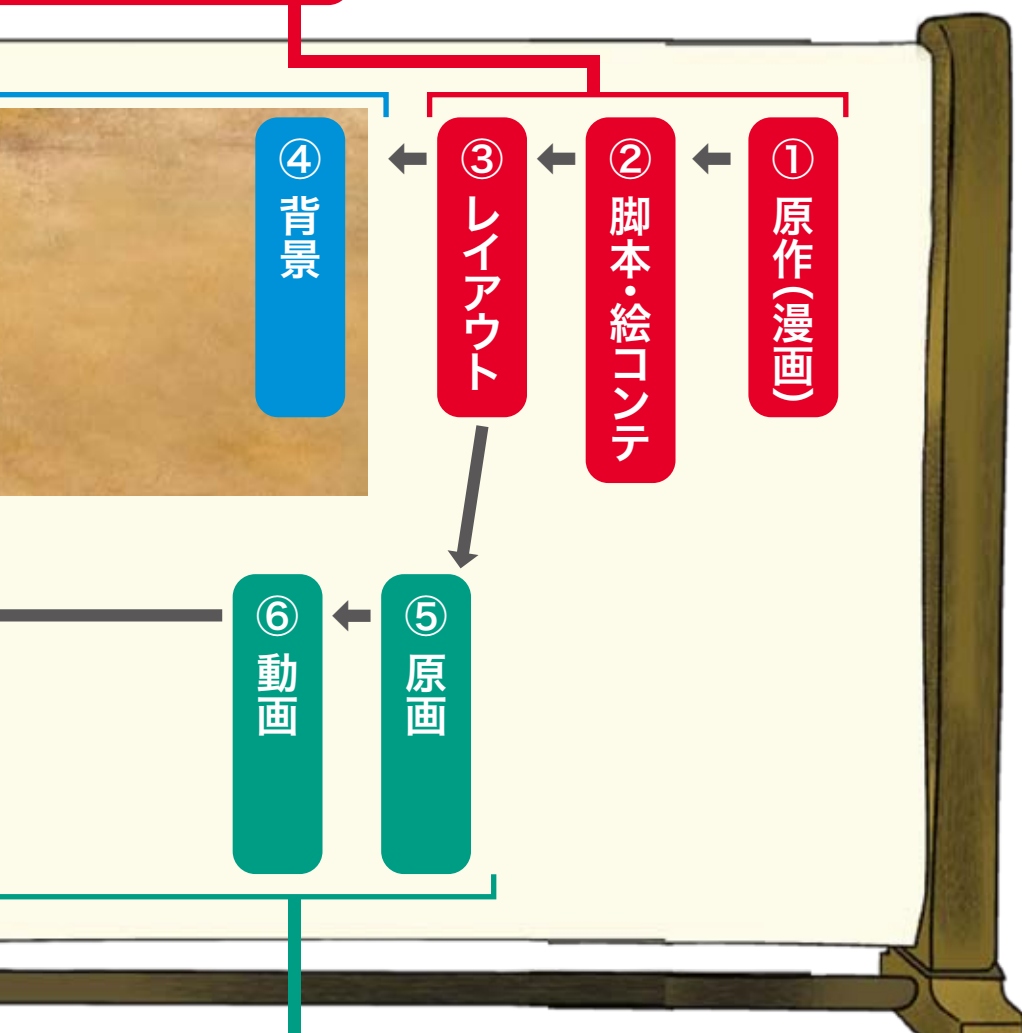 ① 原作(漫画)
② 脚本・絵コンテ
③ レイアウト
④ 背景
⑤ 原画
⑥ 動画